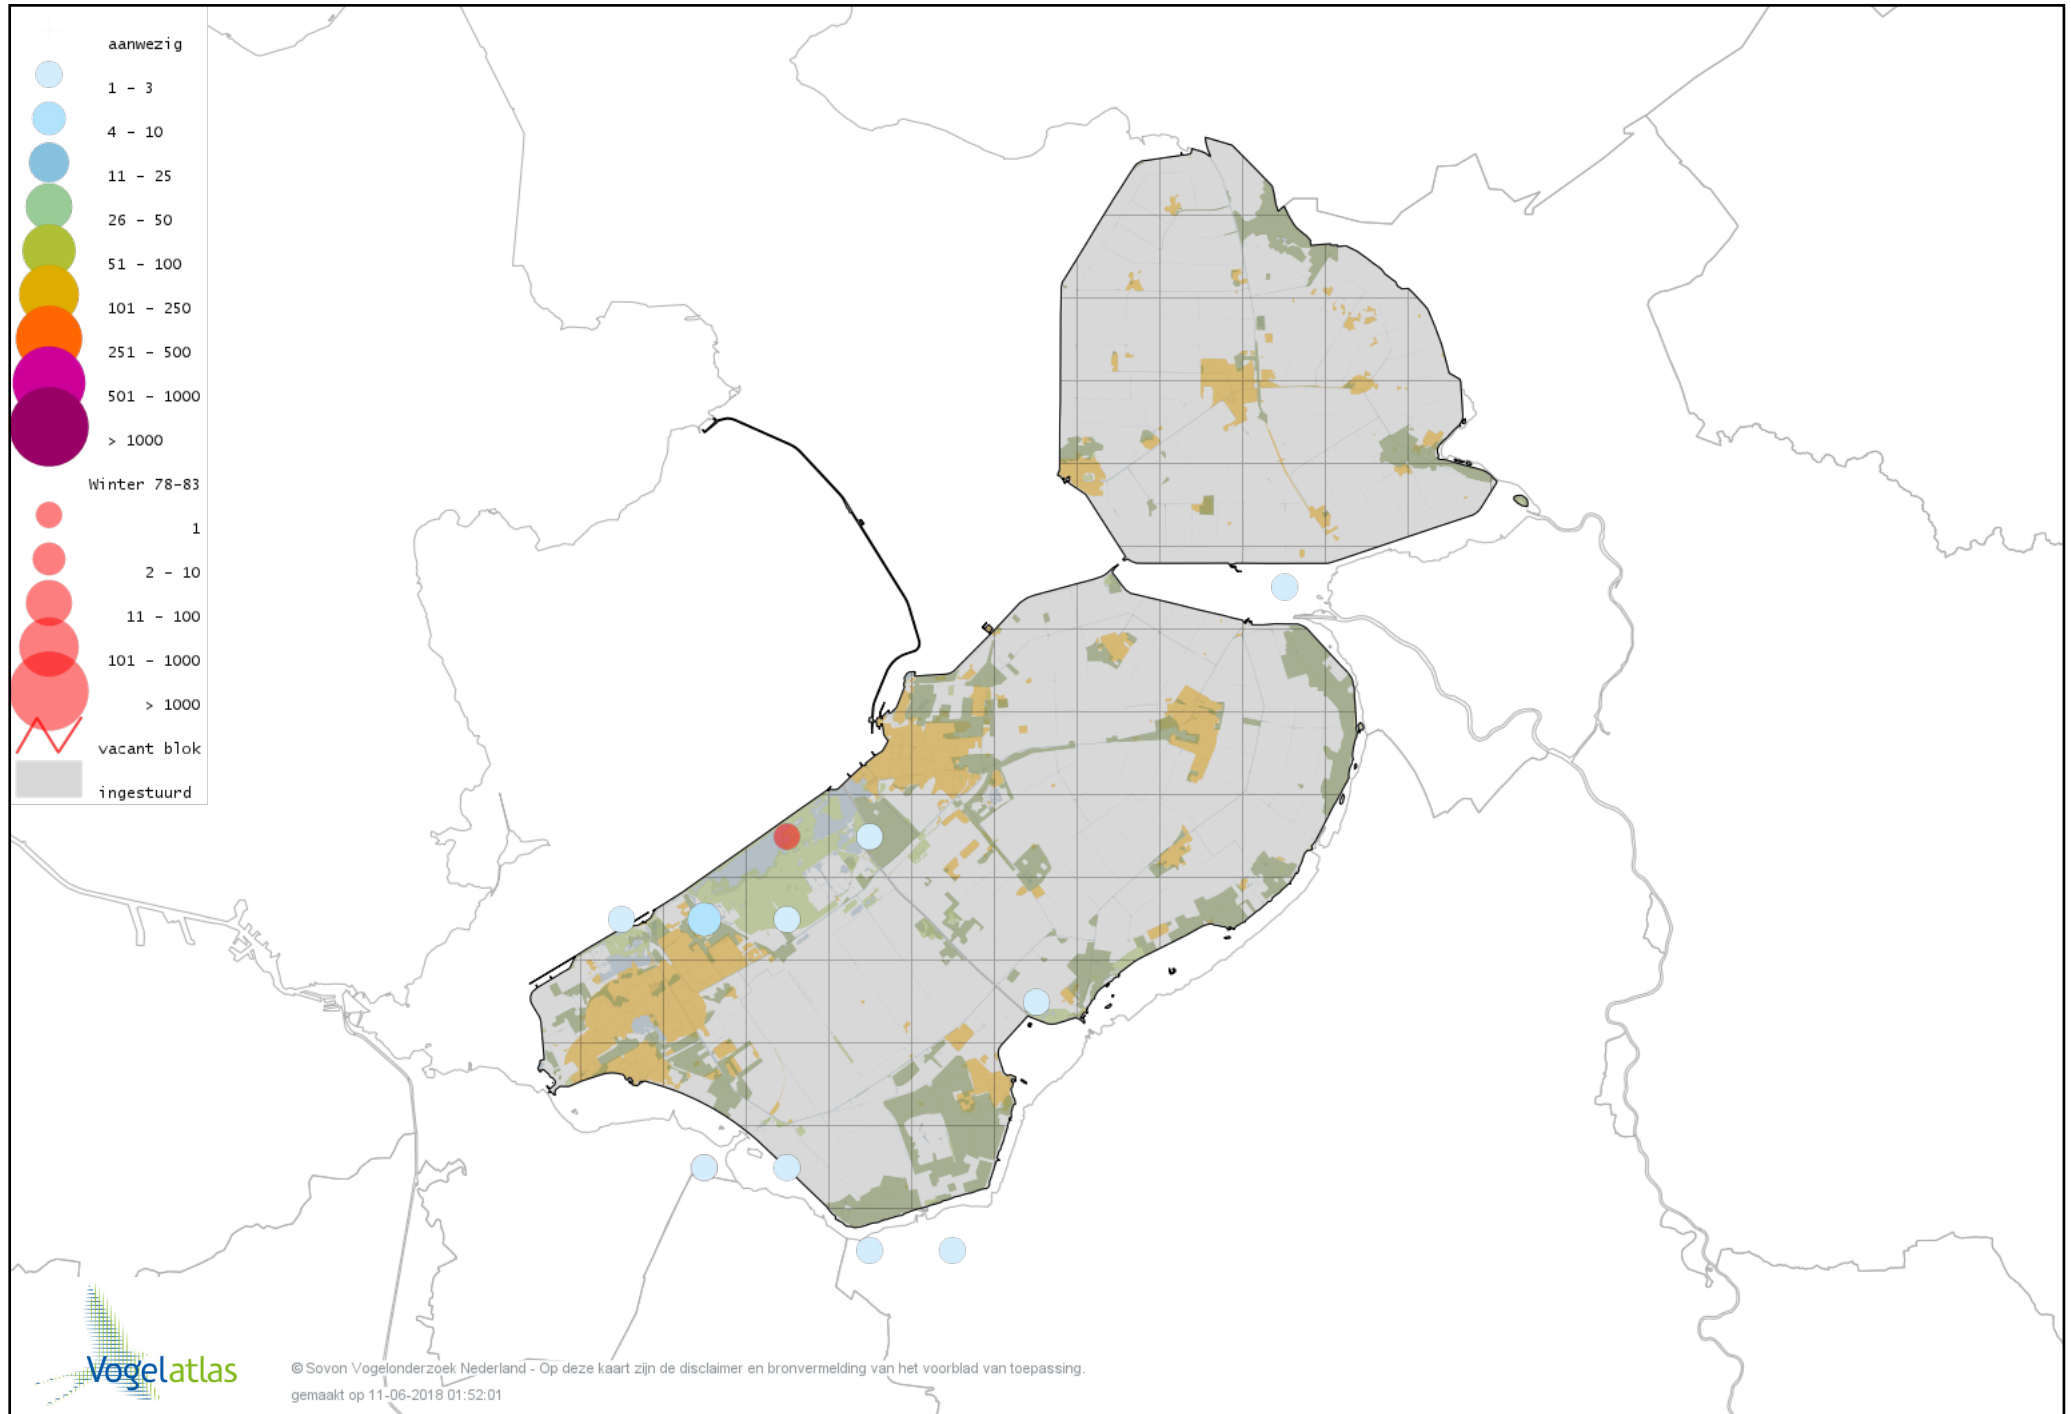 aanwezig
1 - 3
4 - 10
11 - 25
26 - 50
51 - 100
101 - 250
251 - 500
501 - 1000
> 1000
Winter 78-83
1
2 - 10
11 - 100
101 - 1000
> 1000
vacant blok
ingestuurd
Vogelatlas
© Sovon Vogelonderzoek Nederland - Op deze kaart zijn de disclaimer en bronvermelding van het voorblad van toepassing.
gemaakt op 11-06-2018 01:52:01